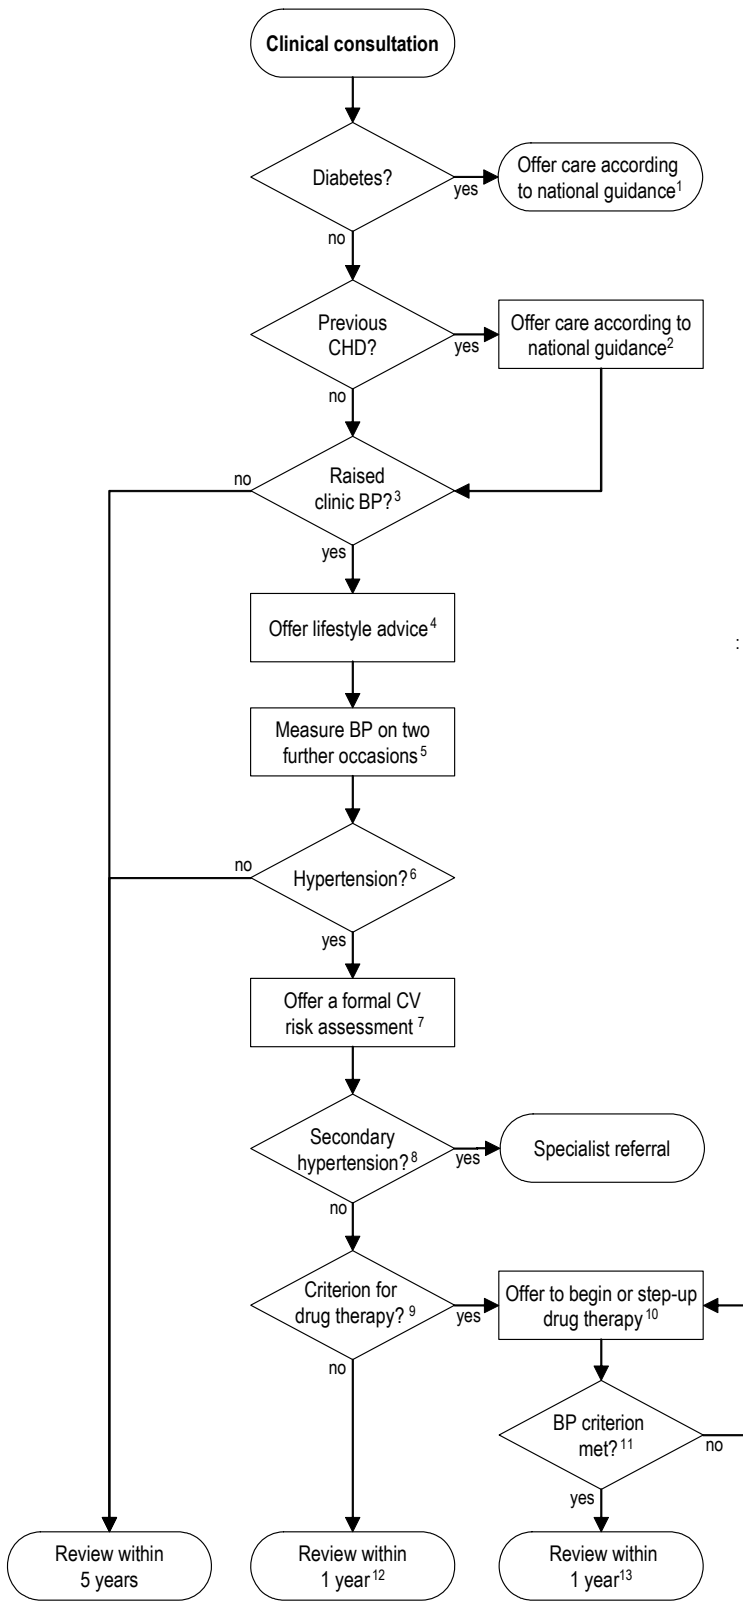 Clinical consultation
Diabetes?
yes
Offer care according
to national guidance1
no
Previous
CHD?
yes
Offer care according to
national guidance2
no
Raised
clinic BP?3
no
yes
Offer lifestyle advice4
:
Measure BP on two
further occasions5
Hypertension?6
no
yes
Offer a formal CV
risk assessment7
Secondary
hypertension?8
yes
Specialist referral
no
Criterion for
drug therapy?9
yes
Offer to begin or step-up
drug therapy10
no
BP criterion
met?11
no
yes
Review within
5 years
Review within
1 year12
Review within
1 year13